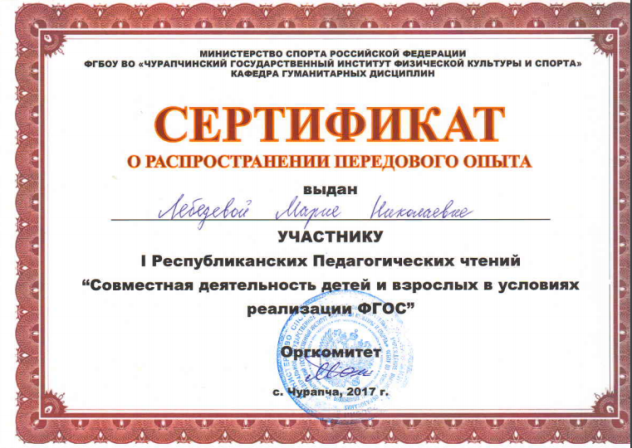 МИНИСТЕРСТВО СПОРТА РОССИЙСКОЙ ФЕДЕРАЦИИ
ФГБОУ ВО «ЧУРАПЧИНСКИЙ ГОСУДАРСТВЕННЫЙ ИНСТИТУТ ФИЗИЧЕСКОЙ КУЛЬТУРЫ И СПОРТА»
КАФЕДРА ГУМАНИТАРНЫХ ДИСЦИПЛИН
СЕРТИФИКАТ
О РАСПРОСТРАНЕНИИ ПЕРЕДОВОГО ОПЫТА
выдан
Лебедевой Марие Николаевне
УЧАСТНИКУ
I Республиканских Педагогических чтений
“Совместная деятельность детей и взрослых в условиях
реализации ФГОС”
Оргкомитет
с. Чурапча, 2017 г.